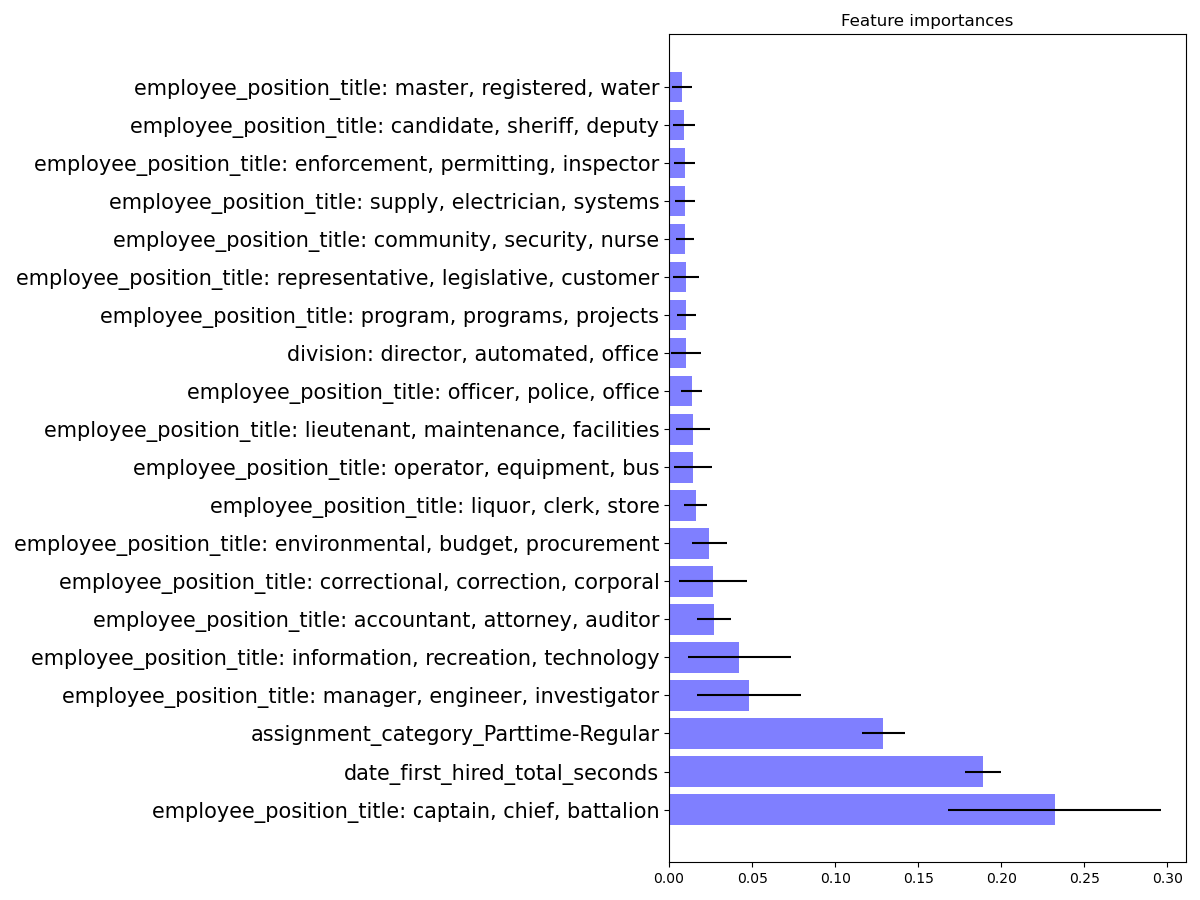 Feature importances
employee_position_title: master, registered, water
employee_position_title: candidate, sheriff, deputy
employee_position_title: enforcement, permitting, inspector
employee_position_title: supply, electrician, systems
employee_position_title: community, security, nurse
employee_position_title: representative, legislative, customer
employee_position_title: program, programs, projects
division: director, automated, office
employee_position_title: officer, police, office
employee_position_title: lieutenant, maintenance, facilities
employee_position_title: operator, equipment, bus
employee_position_title: liquor, clerk, store
employee_position_title: environmental, budget, procurement
employee_position_title: correctional, correction, corporal
employee_position_title: accountant, attorney, auditor
employee_position_title: information, recreation, technology
employee_position_title: manager, engineer, investigator
assignment_category_Parttime-Regular
date_first_hired_total_seconds
employee_position_title: captain, chief, battalion
0.00 0.05 0.10 0.15 0.20 0.25 0.30